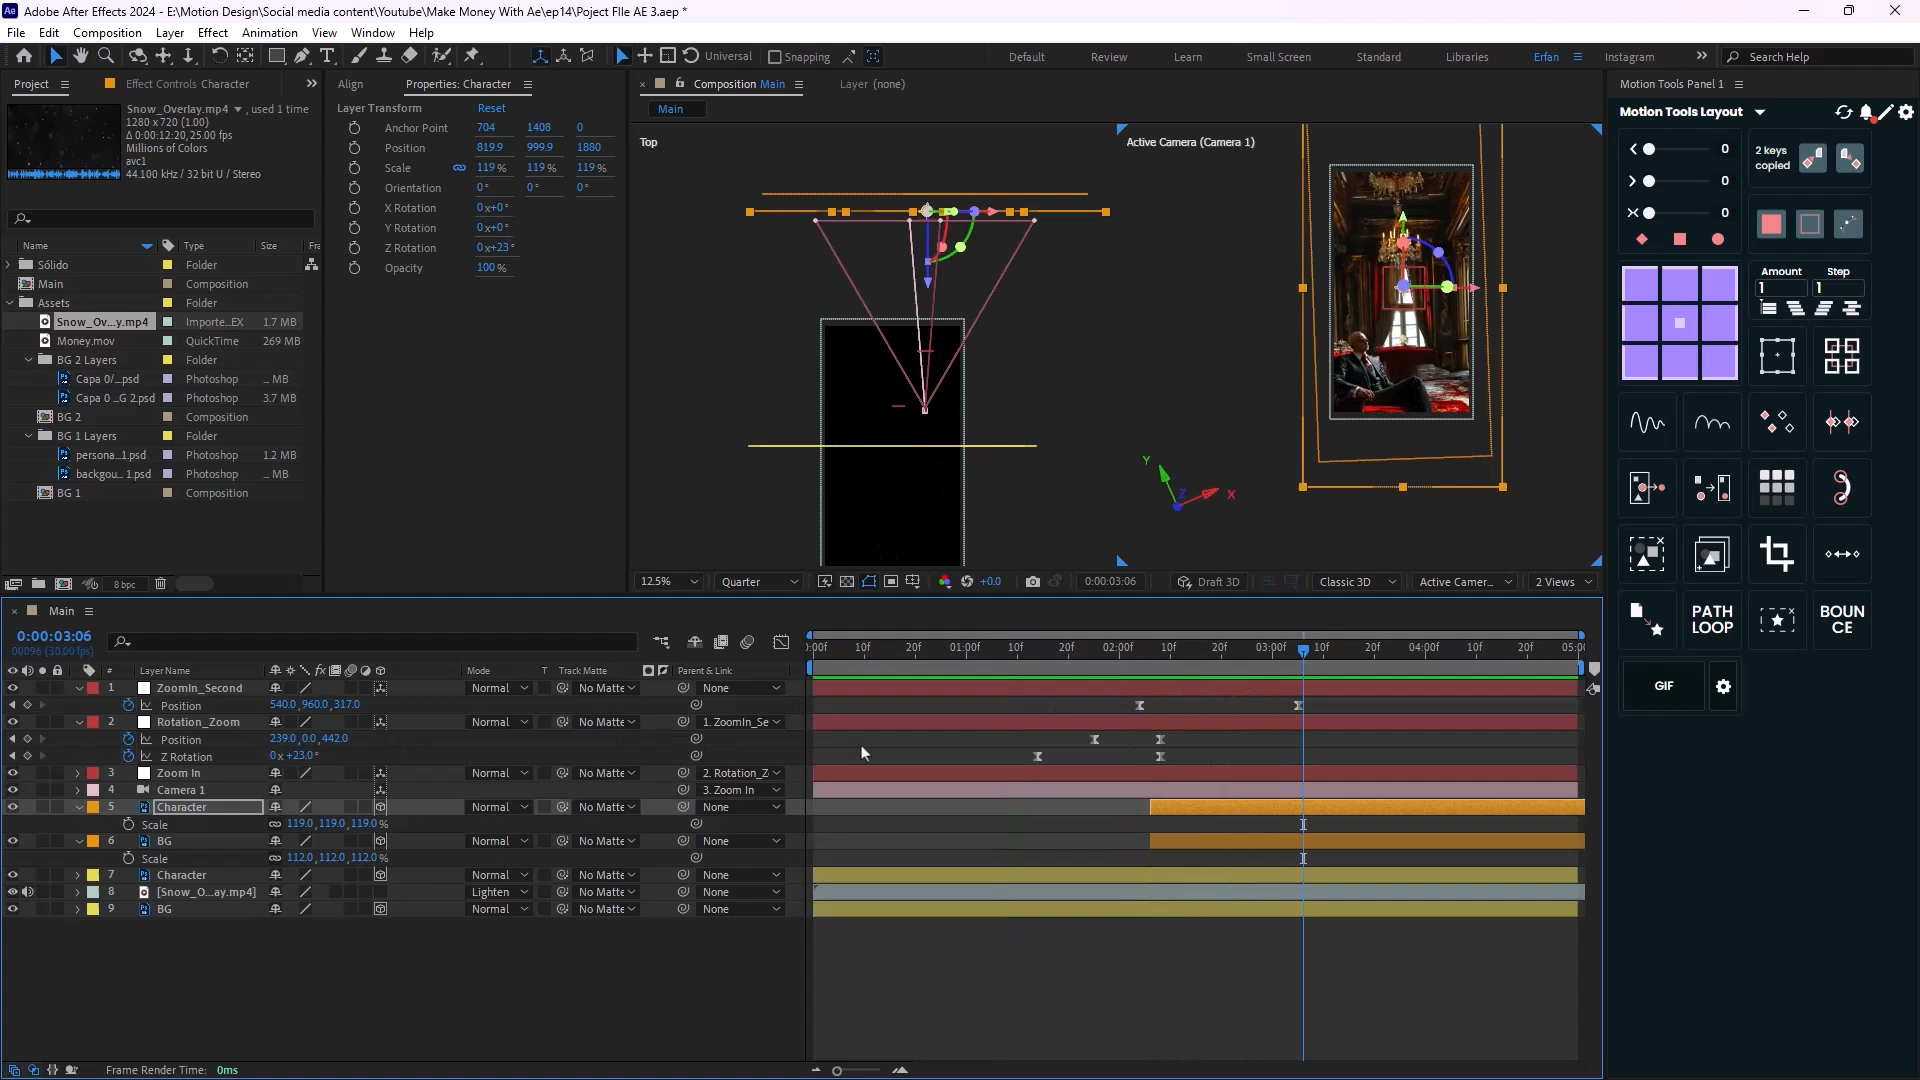 Adobe After Effects 2024 - E:\Motion Design\Social media content\Youtube\Make Money With Ae\ep14\Poject FIle AE 3.aep *
File Edit Composition Layer Effect Animation View Window Help
Universal Snapping Default Review Learn Small Screen Standard Libraries Erfan Instagram Search Help
Project Effect Controls Character
Snow_Overlay.mp4 , used 1 time
1280 x 720 (1.00)
Δ 0:00:12:20, 25.00 fps
Millions of Colors
avc1
44.100 kHz / 32 bit U / Stereo
Name Type Size Fra
Sólido Folder
Main Composition
Assets Folder
Snow_Ov...y.mp4 Importe...EX 1.7 MB
Money.mov QuickTime 269 MB
BG 2 Layers Folder
Capa 0/...psd Photoshop ... MB
Capa 0 ...G 2.psd Photoshop 3.7 MB
BG 2 Composition
BG 1 Layers Folder
persona...1.psd Photoshop 1.2 MB
backgou... 1.psd Photoshop ... MB
BG 1 Composition
8 bpc
Align Properties: Character
Layer Transform Reset
Anchor Point 704 1408 0
Position 819.9 999.9 1880
Scale 119 % 119 % 119 %
Orientation 0° 0° 0°
X Rotation 0x+0°
Y Rotation 0x+0°
Z Rotation 0x+23°
Opacity 100 %
Composition Main Layer (none)
Main
Top
Active Camera (Camera 1)
Y
Z
X
12.5% Quarter +0.0 0:00:03:06 Draft 3D Classic 3D Active Camer... 2 Views
Motion Tools Panel 1
Motion Tools Layout
0
0
0
2 keys
copied
Amount Step
1 1
PATH
LOOP
BOUN
CE
GIF
Main
0:00:03:06
00096 (30.00 fps)
):00f 10f 20f 01:00f 10f 20f 02:00f 10f 20f 03:00f 10f 20f 04:00f 10f 20f 05:00
# Layer Name fx Mode T Track Matte Parent & Link
1 ZoomIn_Second Normal No Matte None
Position 540.0,960.0,317.0
2 Rotation_Zoom Normal No Matte 1. ZoomIn_Se
Position 239.0,0.0,442.0
Z Rotation 0x+23.0°
3 Zoom In Normal No Matte 2. Rotation_Z
4 Camera 1 3. Zoom In
5 Character Normal No Matte None
Scale 119.0,119.0,119.0%
6 BG Normal No Matte None
Scale 112.0,112.0,112.0%
7 Character Normal No Matte None
8 [Snow_O...ay.mp4] Lighten No Matte None
9 BG Normal No Matte None
Frame Render Time: 0ms